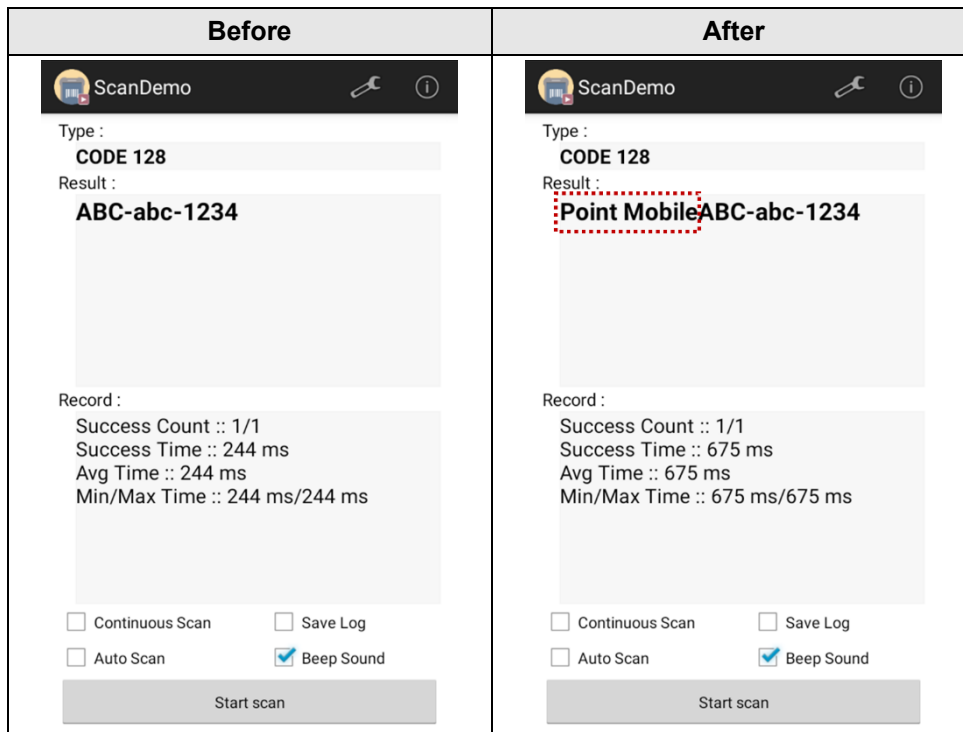 Before
After
ScanDemo
Type :
CODE 128
Result :
ABC-abc-1234
Record :
Success Count :: 1/1
Success Time :: 244 ms
Avg Time :: 244 ms
Min/Max Time :: 244 ms/244 ms
Continuous Scan
Save Log
Auto Scan
Beep Sound
Start scan
ScanDemo
Type :
CODE 128
Result :
Point MobileABC-abc-1234
Record :
Success Count :: 1/1
Success Time :: 675 ms
Avg Time :: 675 ms
Min/Max Time :: 675 ms/675 ms
Continuous Scan
Save Log
Auto Scan
Beep Sound
Start scan